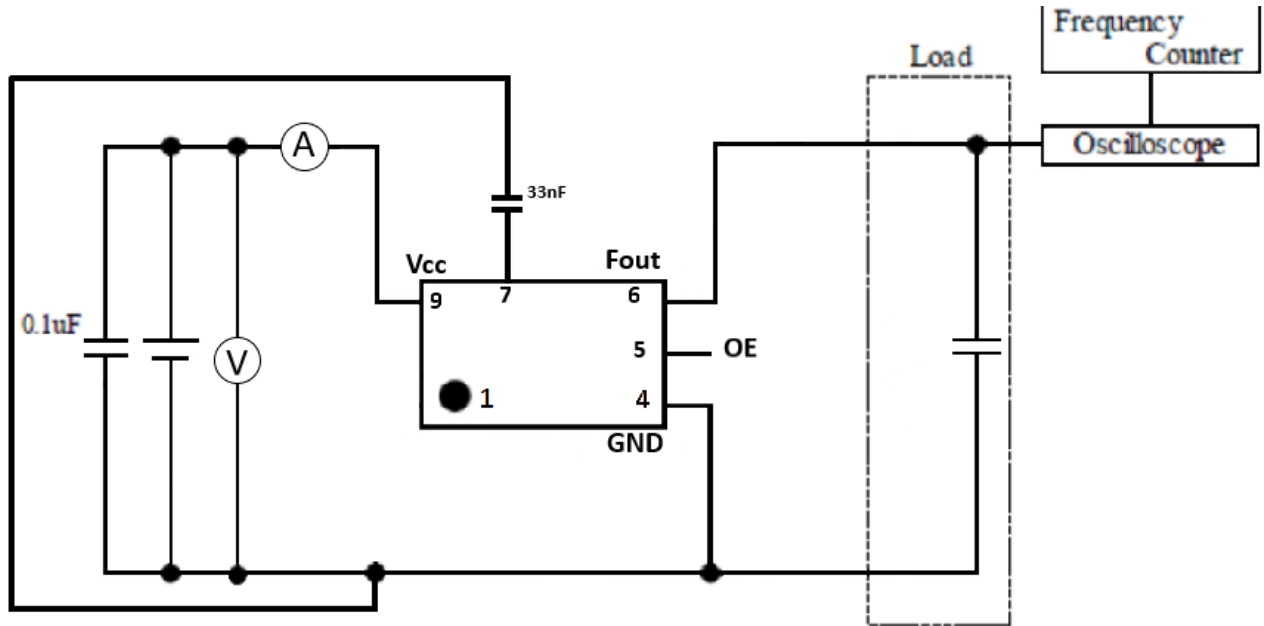 Frequency
Counter
Load
A
Oscilloscope
33nF
Vcc
Fout
9
7
6
0.1uF
V
5
OE
1
4
GND